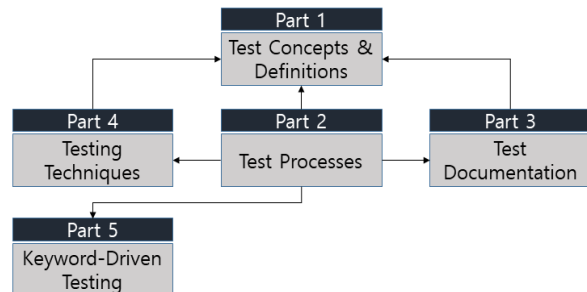 Part 1
Test Concepts &
Definitions
Part 4
Testing
Techniques
Part 2
Test Processes
Part 3
Test
Documentation
Part 5
Keyword-Driven
Testing